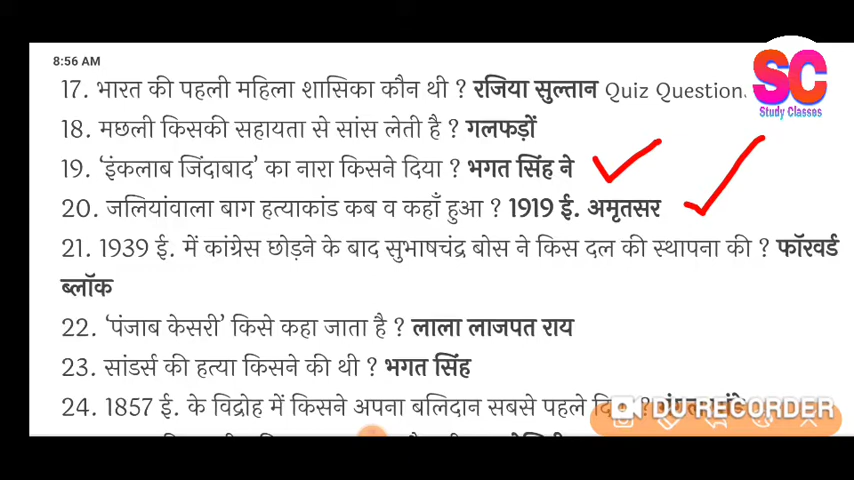 8:56 AM
SC
Study Classes
17. भारत की पहली महिला शासिका कौन थी ? रजिया सुल्तान Quiz Question
18. मछली किसकी सहायता से सांस लेती है ? गलफड़ों
19. ‘इंकलाब जिंदाबाद’ का नारा किसने दिया ? भगत सिंह ने
20. जलियांवाला बाग हत्याकांड कब व कहाँ हुआ ? 1919 ई. अमृतसर
21. 1939 ई. में कांग्रेस छोड़ने के बाद सुभाषचंद्र बोस ने किस दल की स्थापना की ? फॉरवर्ड
ब्लॉक
22. ‘पंजाब केसरी’ किसे कहा जाता है ? लाला लाजपत राय
23. सांडर्स की हत्या किसने की थी ? भगत सिंह
24. 1857 ई. के विद्रोह में किसने अपना बलिदान सबसे पहले
DU RECORDER